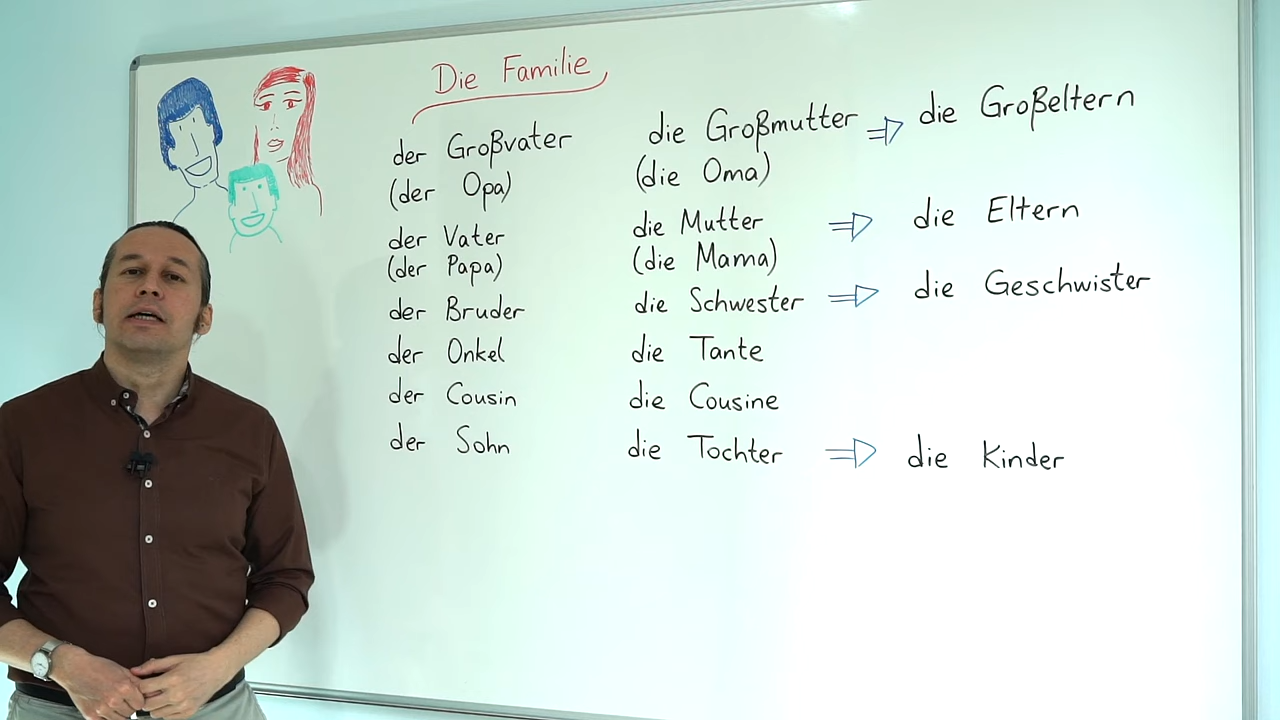 Die Familie
der Großvater die Großmutter ⇒ die Großeltern
(der Opa) (die Oma)
der Vater die Mutter ⇒ die Eltern
(der Papa) (die Mama)
der Bruder die Schwester ⇒ die Geschwister
der Onkel die Tante
der Cousin die Cousine
der Sohn die Tochter ⇒ die Kinder